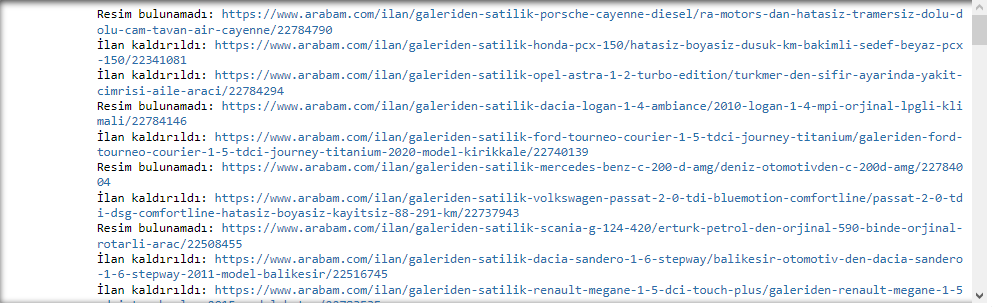 Resim bulunamadı: https://www.arabam.com/ilan/galeriden-satilik-porsche-cayenne-diesel/ra-motors-dan-hatasiz-tramersiz-dolu-d
olu-cam-tavan-air-cayenne/22784790
İlan kaldırıldı: https://www.arabam.com/ilan/galeriden-satilik-honda-pcx-150/hatasiz-boyasiz-dusuk-km-bakimli-sedef-beyaz-pcx
-150/22341081
İlan kaldırıldı: https://www.arabam.com/ilan/galeriden-satilik-opel-astra-1-2-turbo-edition/turkmer-den-sifir-ayarinda-yakit-
cimrisi-aile-araci/22784294
Resim bulunamadı: https://www.arabam.com/ilan/galeriden-satilik-dacia-logan-1-4-ambiance/2010-logan-1-4-mpi-orjinal-lpgli-kli
mali/22784146
İlan kaldırıldı: https://www.arabam.com/ilan/galeriden-satilik-ford-tourneo-courier-1-5-tdci-journey-titanium/galeriden-ford-
tourneo-courier-1-5-tdci-journey-titanium-2020-model-kirikkale/22740139
Resim bulunamadı: https://www.arabam.com/ilan/galeriden-satilik-mercedes-benz-c-200-d-amg/deniz-otomotivden-c-200d-amg/227840
04
İlan kaldırıldı: https://www.arabam.com/ilan/galeriden-satilik-volkswagen-passat-2-0-tdi-bluemotion-comfortline/passat-2-0-td
i-dsg-comfortline-hatasiz-boyasiz-kayitsiz-88-291-km/22737943
Resim bulunamadı: https://www.arabam.com/ilan/galeriden-satilik-scania-g-124-420/erturk-petrol-den-orjinal-590-binde-orjinal-
rotarli-arac/22508455
İlan kaldırıldı: https://www.arabam.com/ilan/galeriden-satilik-dacia-sandero-1-6-stepway/balikesir-otomotiv-den-dacia-sandero
-1-6-stepway-2011-model-balikesir/22516745
İlan kaldırıldı: https://www.arabam.com/ilan/galeriden-satilik-renault-megane-1-5-dci-touch-plus/galeriden-renault-megane-1-5